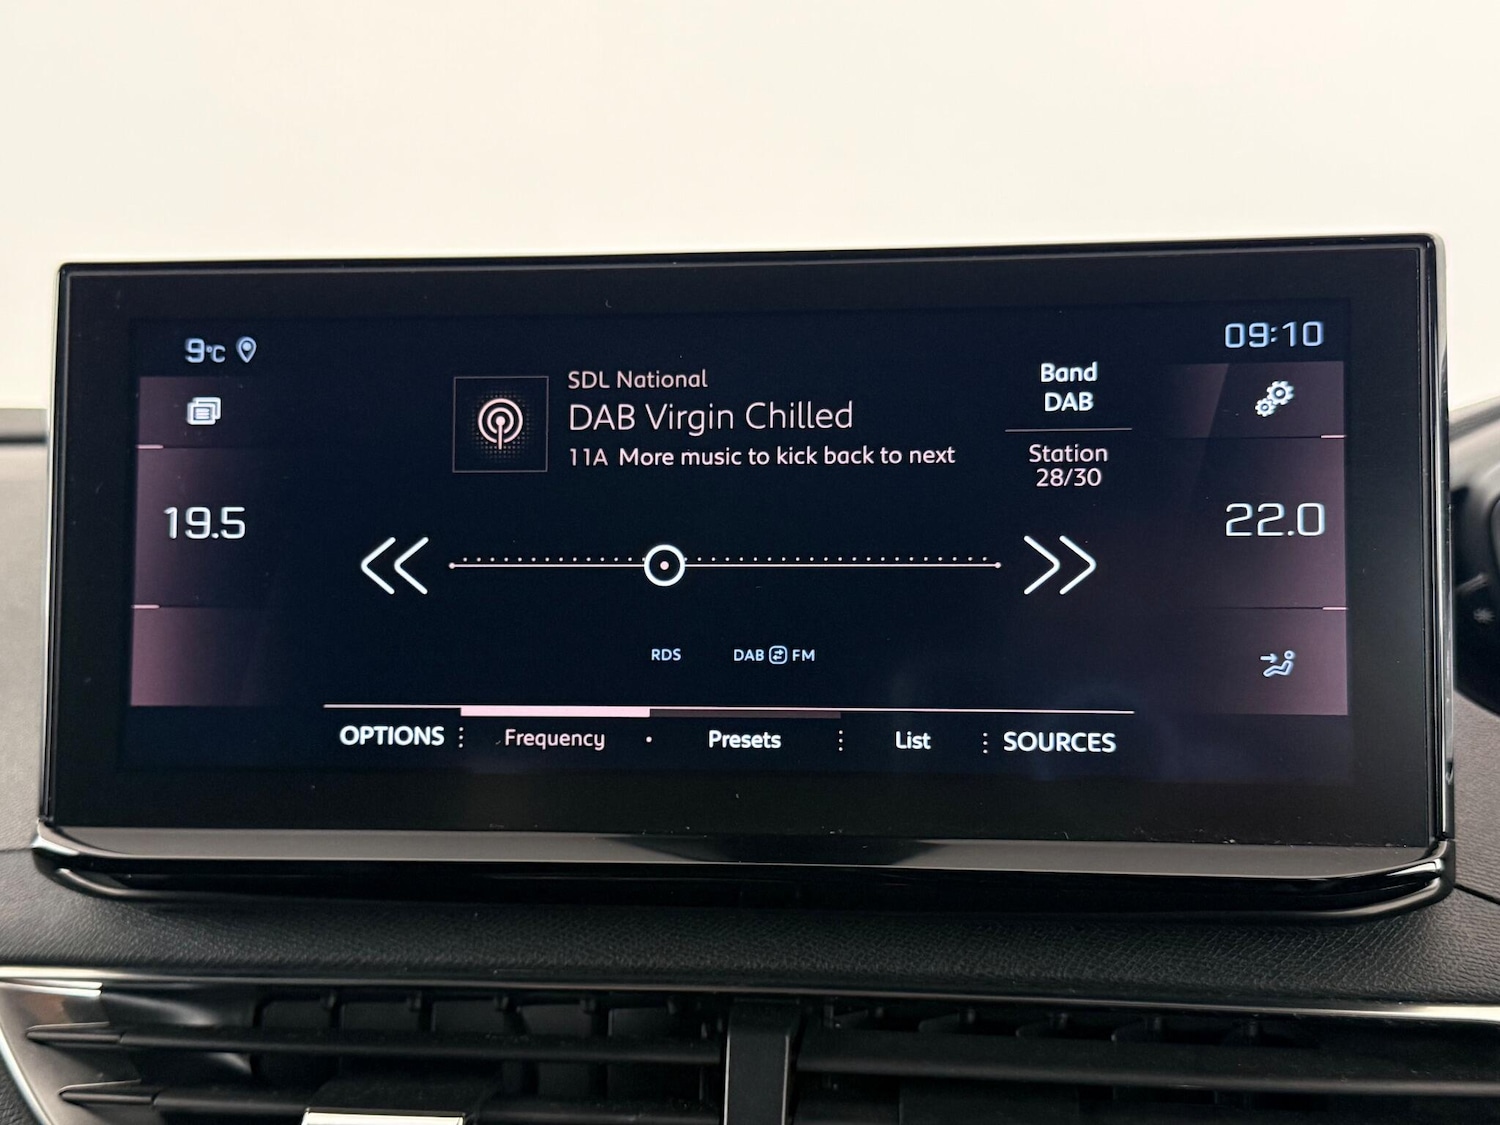 9°C
09:10
SDL National
DAB Virgin Chilled
11A More music to kick back to next
Band
DAB
Station
28/30
19.5
22.0
RDS
DAB FM
OPTIONS
Frequency
Presets
List
SOURCES